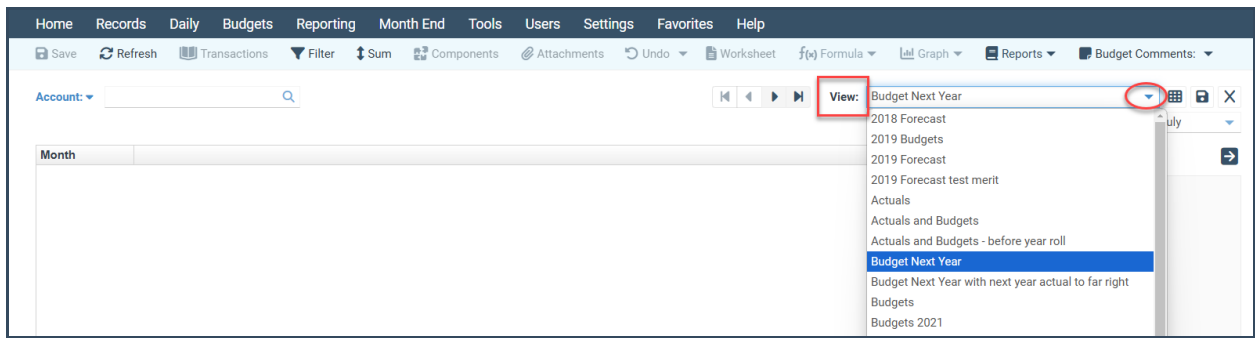 Home Records Daily Budgets Reporting Month End Tools Users Settings Favorites Help
Save Refresh Transactions Filter Sum Components Attachments Undo Worksheet f(x) Formula Graph Reports Budget Comments:
Account: View: Budget Next Year
2018 Forecast
uly
2019 Budgets
2019 Forecast
Month
2019 Forecast test merit
Actuals
Actuals and Budgets
Actuals and Budgets - before year roll
Budget Next Year
Budget Next Year with next year actual to far right
Budgets
Budgets 2021